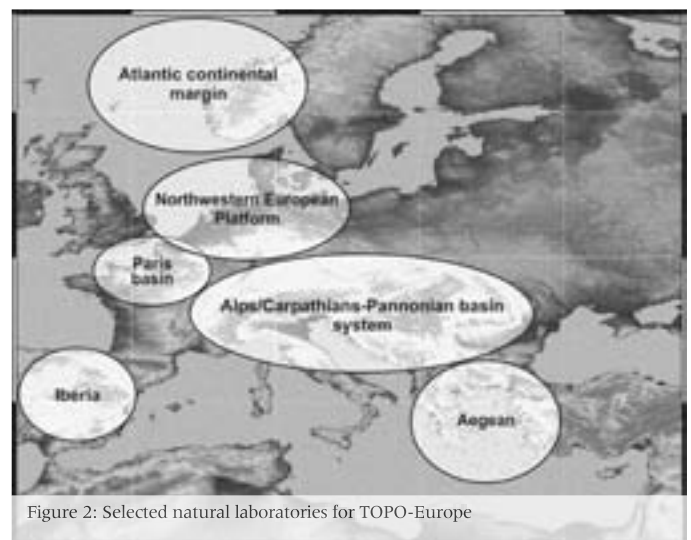 Atlantic continental
margin
Northwestern European
Platform
Paris
basin
Alps/Carpathians-Pannonian basin
system
Iberia
Aegean
Figure 2: Selected natural laboratories for TOPO-Europe